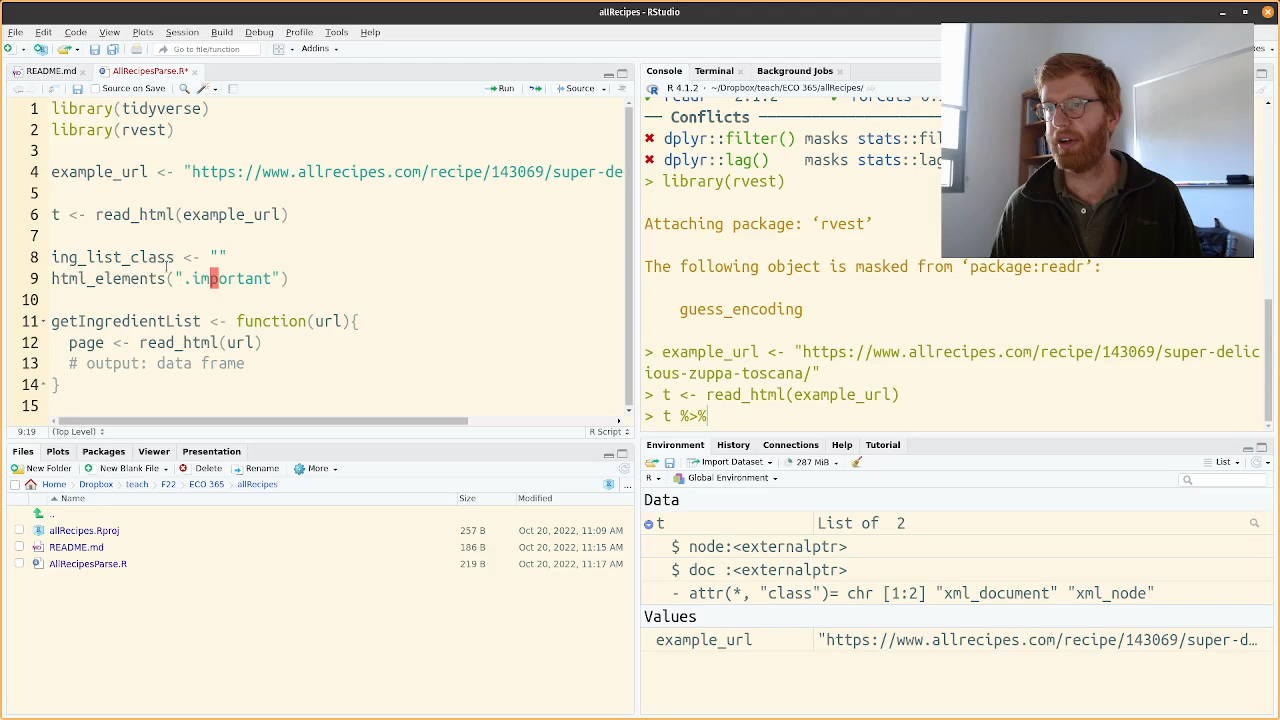 allRecipes - RStudio
File Edit Code View Plots Session Build Debug Profile Tools Help
Go to file/function Addins
README.md AllRecipesParse.R*
Source on Save Run Source
1 library(tidyverse)
2 library(rvest)
3
4 example_url <- "https://www.allrecipes.com/recipe/143069/super-de
5
6 t <- read_html(example_url)
7
8 ing_list_class <- ""
9 html_elements(".important")
10
11 getIngredientList <- function(url){
12 page <- read_html(url)
13 # output: data frame
14 }
15
9:19 (Top Level) R Script
Files Plots Packages Viewer Presentation
New Folder New Blank File Delete Rename More
Home Dropbox teach F22 ECO 365 allRecipes
Name Size Modified
..
allRecipes.Rproj 257 B Oct 20, 2022, 11:09 AM
README.md 186 B Oct 20, 2022, 11:15 AM
AllRecipesParse.R 219 B Oct 20, 2022, 11:17 AM
Console Terminal Background Jobs
R 4.1.2 · ~/Dropbox/teach/ECO 365/allRecipes/
── Conflicts ────────────
✖ dplyr::filter() masks stats::fil
✖ dplyr::lag() masks stats::lag
> library(rvest)
Attaching package: ‘rvest’
The following object is masked from ‘package:readr’:
guess_encoding
> example_url <- "https://www.allrecipes.com/recipe/143069/super-delic
ious-zuppa-toscana/"
> t <- read_html(example_url)
> t %>%
Environment History Connections Help Tutorial
Import Dataset 287 MiB List
R Global Environment
Data
t List of 2
$ node:<externalptr>
$ doc :<externalptr>
- attr(*, "class")= chr [1:2] "xml_document" "xml_node"
Values
example_url "https://www.allrecipes.com/recipe/143069/super-d…